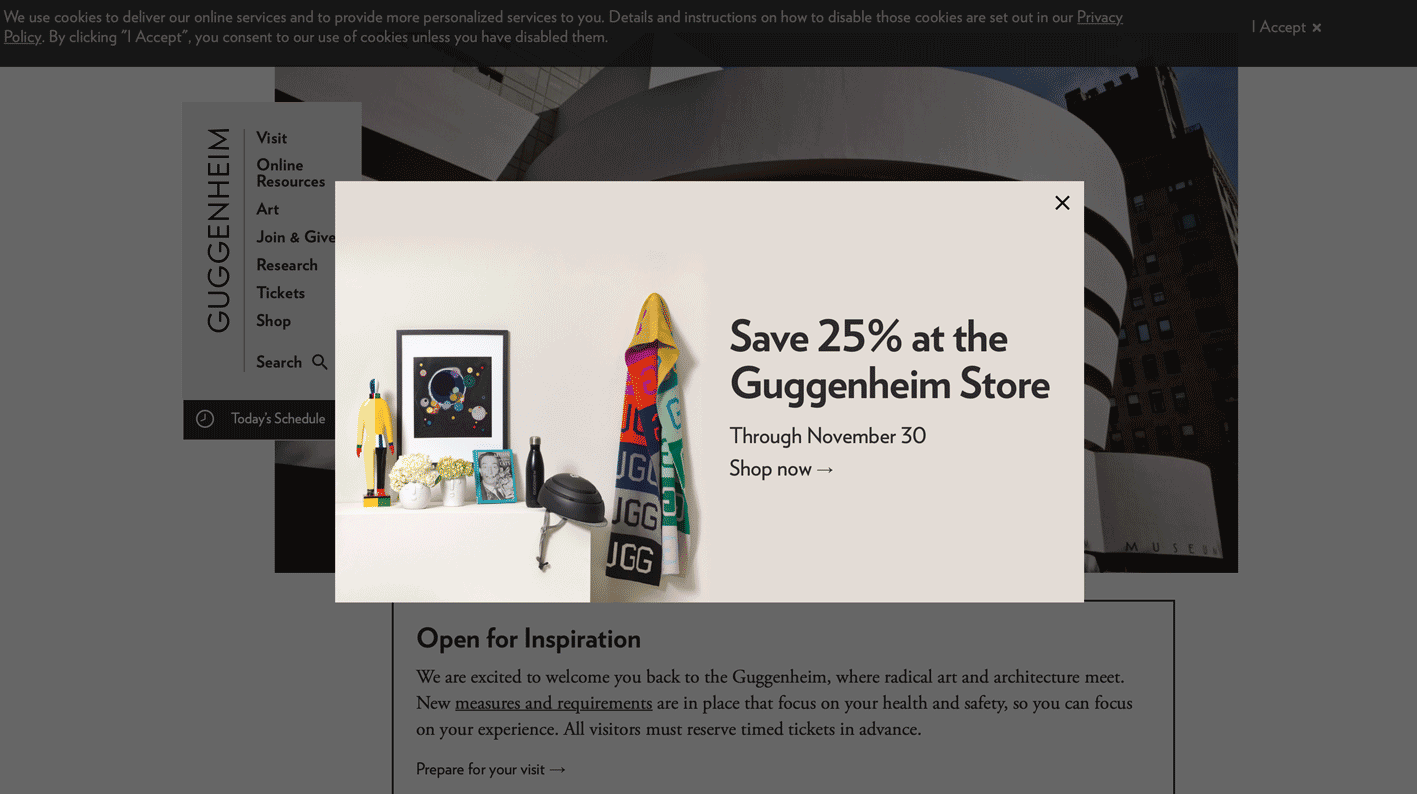 We use cookies to deliver our online services and to provide more personalized services to you. Details and instructions on how to disable those cookies are set out in our Privacy
Policy. By clicking "I Accept", you consent to our use of cookies unless you have disabled them.
I Accept ×
GUGGENHEIM
Visit
Online
Resources
Art
Join & Give
Research
Tickets
Shop
Search
Today's Schedule
Save 25% at the
Guggenheim Store
Through November 30
Shop now →
UGG
UGG
MUSEUM
Open for Inspiration
We are excited to welcome you back to the Guggenheim, where radical art and architecture meet.
New measures and requirements are in place that focus on your health and safety, so you can focus
on your experience. All visitors must reserve timed tickets in advance.
Prepare for your visit →